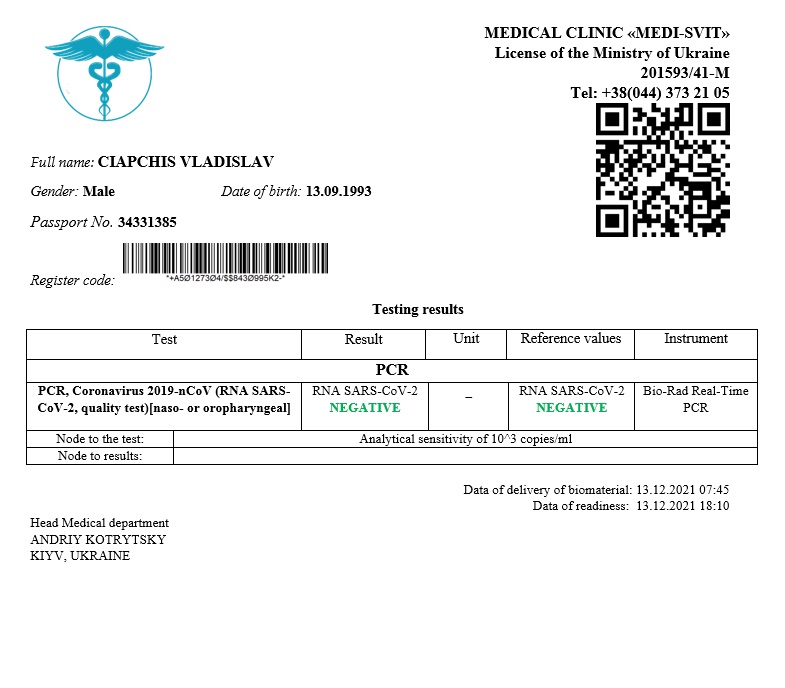 MEDICAL CLINIC «MEDI-SVIT»
License of the Ministry of Ukraine
201593/41-M
Tel: +38(044) 373 21 05
Full name: CIAPCHIS VLADISLAV
Gender: Male Date of birth: 13.09.1993
Passport No. 34331385
Register code:
*+A5Ø1273Ø4/$$843Ø995K2-*
Testing results
Test Result Unit Reference values Instrument
PCR
PCR, Coronavirus 2019-nCoV (RNA SARS- RNA SARS-CoV-2 – RNA SARS-CoV-2 Bio-Rad Real-Time
CoV-2, quality test)[naso- or oropharyngeal] NEGATIVE NEGATIVE PCR
Node to the test: Analytical sensitivity of 10^3 copies/ml
Node to results:
Data of delivery of biomaterial: 13.12.2021 07:45
Data of readiness: 13.12.2021 18:10
Head Medical department
ANDRIY KOTRYTSKY
KIYV, UKRAINE